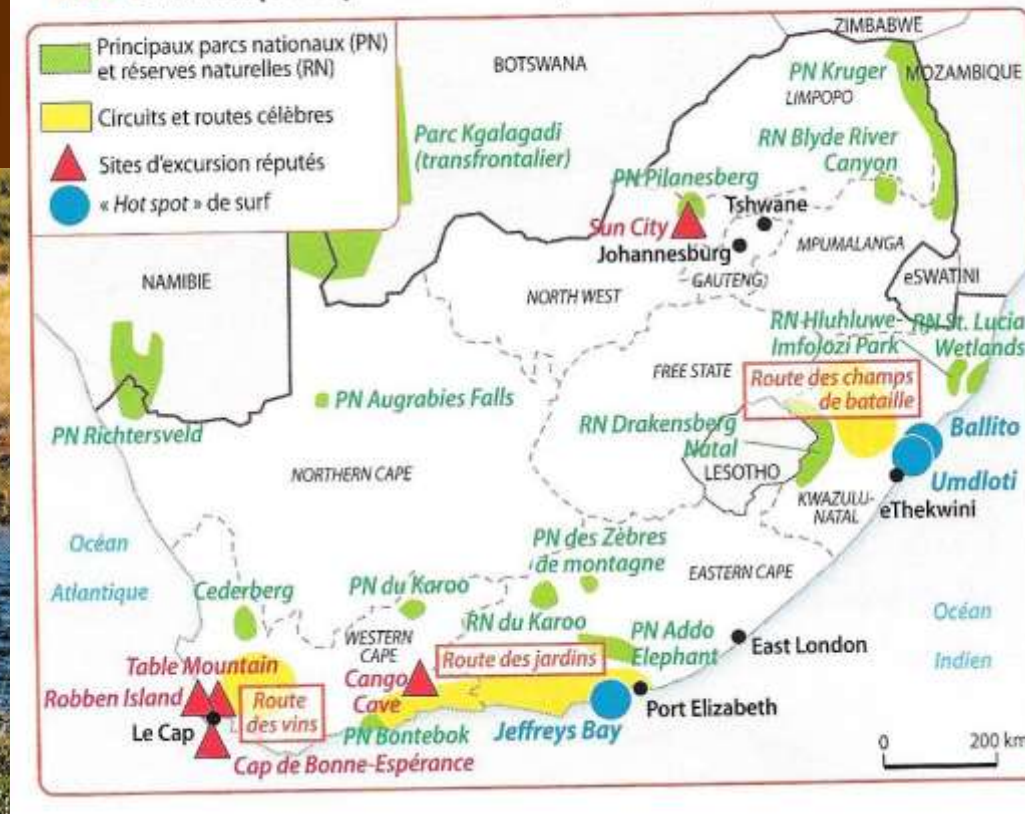 Principaux parcs nationaux (PN)
et réserves naturelles (RN)
Circuits et routes célèbres
Sites d'excursion réputés
« Hot spot » de surf
ZIMBABWE
BOTSWANA
PN Kruger
MOZAMBIQUE
LIMPOPO
Parc Kgalagadi
(transfrontalier)
RN Blyde River
Canyon
PN Pilanesberg
Tshwane
Sun City
Johannesburg
MPUMALANGA
NAMIBIE
GAUTENG)
eSWATINI
NORTH WEST
RN Hluhluwe-
Imfolozi Park
RN St. Lucia
Wetlands
FREE STATE
Route des champs
de bataille
PN Augrabies Falls
PN Richtersveld
RN Drakensberg
Natal
Ballito
LESOTHO
NORTHERN CAPE
Umdloti
KWAZULU-
NATAL
eThekwini
Océan
Atlantique
PN des Zèbres
de montagne
EASTERN CAPE
Cederberg
PN du Karoo
Océan
Indien
RN du Karoo
PN Addo
Elephant
WESTERN
CAPE
East London
Route des jardins
Table Mountain
Cango
Cave
Robben Island
Route
des vins
Port Elizabeth
Le Cap
PN Bontebok
Jeffreys Bay
Cap de Bonne-Espérance
0 200 km